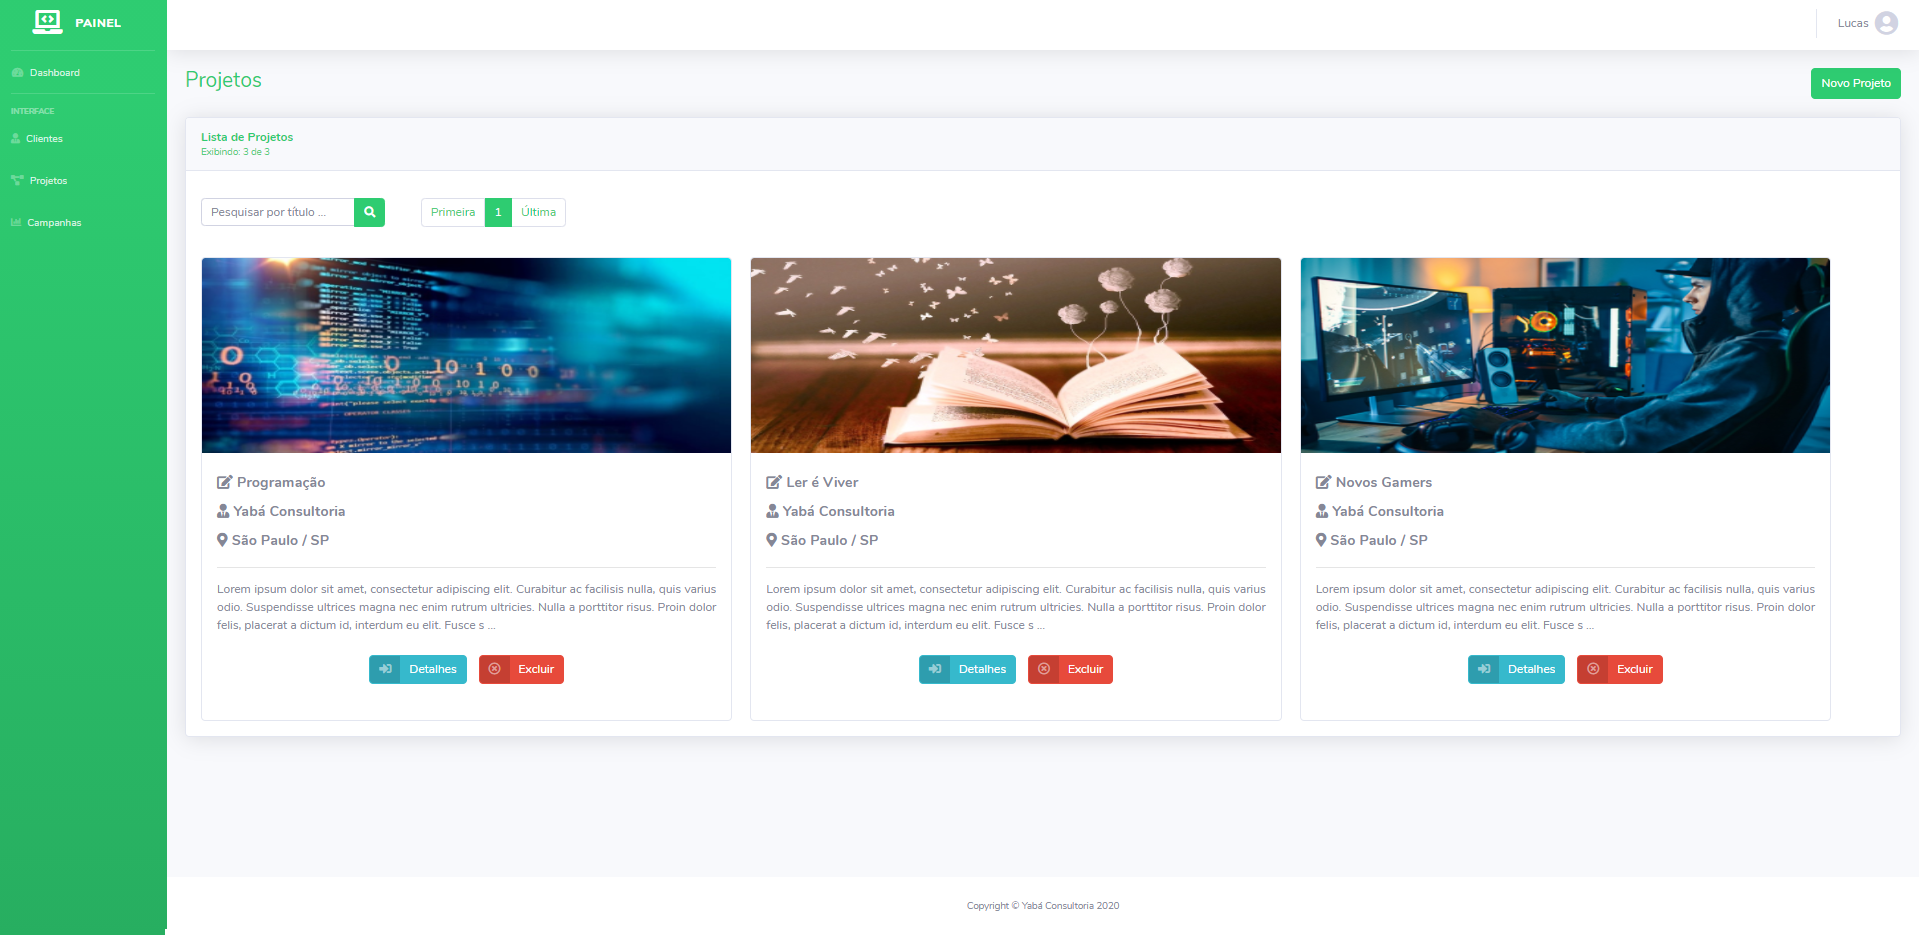 PAINEL
Lucas
Dashboard
INTERFACE
Clientes
Projetos
Campanhas
Projetos
Novo Projeto
Lista de Projetos
Exibindo: 3 de 3
Pesquisar por título ...
Primeira 1 Última
Programação
Yabá Consultoria
São Paulo / SP
Lorem ipsum dolor sit amet, consectetur adipiscing elit. Curabitur ac facilisis nulla, quis varius
odio. Suspendisse ultrices magna nec enim rutrum ultricies. Nulla a porttitor risus. Proin dolor
felis, placerat a dictum id, interdum eu elit. Fusce s ...
Detalhes Excluir
Ler é Viver
Yabá Consultoria
São Paulo / SP
Lorem ipsum dolor sit amet, consectetur adipiscing elit. Curabitur ac facilisis nulla, quis varius
odio. Suspendisse ultrices magna nec enim rutrum ultricies. Nulla a porttitor risus. Proin dolor
felis, placerat a dictum id, interdum eu elit. Fusce s ...
Detalhes Excluir
Novos Gamers
Yabá Consultoria
São Paulo / SP
Lorem ipsum dolor sit amet, consectetur adipiscing elit. Curabitur ac facilisis nulla, quis varius
odio. Suspendisse ultrices magna nec enim rutrum ultricies. Nulla a porttitor risus. Proin dolor
felis, placerat a dictum id, interdum eu elit. Fusce s ...
Detalhes Excluir
Copyright © Yabá Consultoria 2020